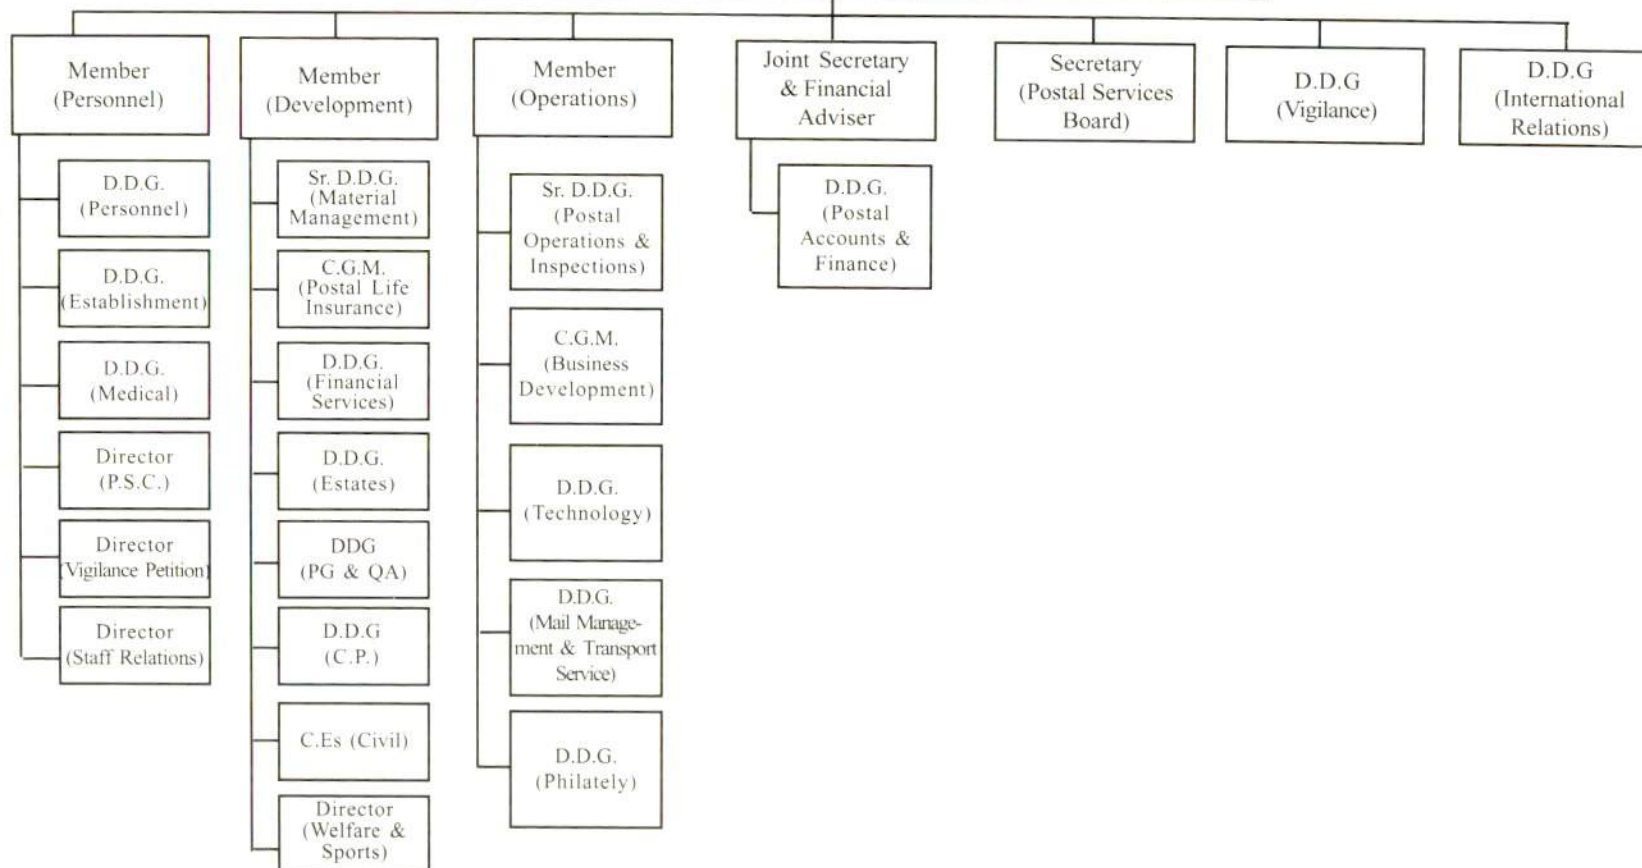 Member
(Personnel)
D.D.G.
(Personnel)
D.D.G.
(Establishment)
D.D.G.
(Medical)
Director
(P.S.C.)
Director
(Vigilance Petition)
Director
(Staff Relations)
Member
(Development)
Sr. D.D.G.
(Material
Management)
C.G.M.
(Postal Life
Insurance)
D.D.G.
(Financial
Services)
D.D.G.
(Estates)
DDG
(PG & QA)
D.D.G
(C.P.)
C.Es (Civil)
Director
(Welfare &
Sports)
Member
(Operations)
Sr. D.D.G.
(Postal
Operations &
Inspections)
C.G.M.
(Business
Development)
D.D.G.
(Technology)
D.D.G.
(Mail Manage-
ment & Transport
Service)
D.D.G.
(Philately)
Joint Secretary
& Financial
Adviser
D.D.G.
(Postal
Accounts &
Finance)
Secretary
(Postal Services
Board)
D.D.G
(Vigilance)
D.D.G
(International
Relations)